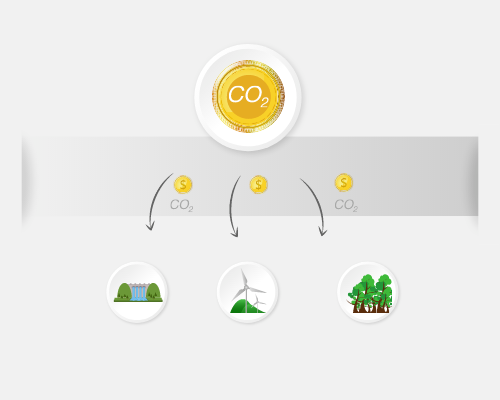 CO₂
$ $ $
CO₂ CO₂